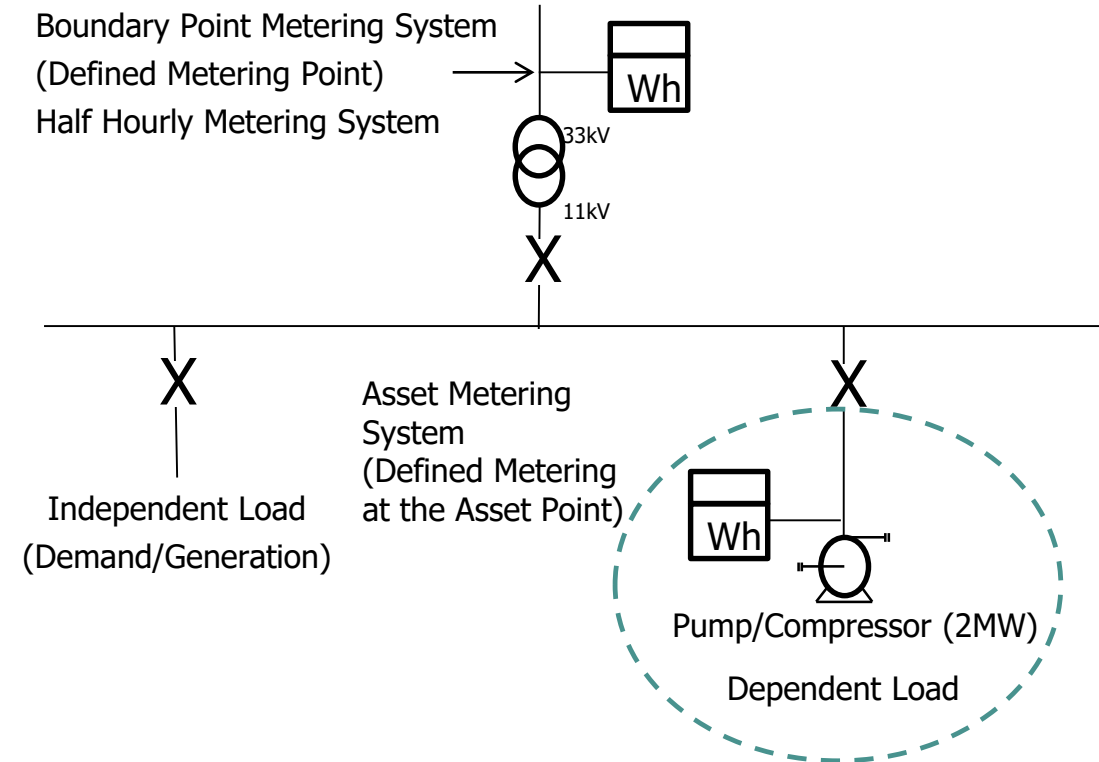 Boundary Point Metering System
(Defined Metering Point)
Half Hourly Metering System
Wh
33kV
11kV
X
X
X
Asset Metering
System
(Defined Metering
at the Asset Point)
Independent Load
(Demand/Generation)
Wh
Pump/Compressor (2MW)
Dependent Load